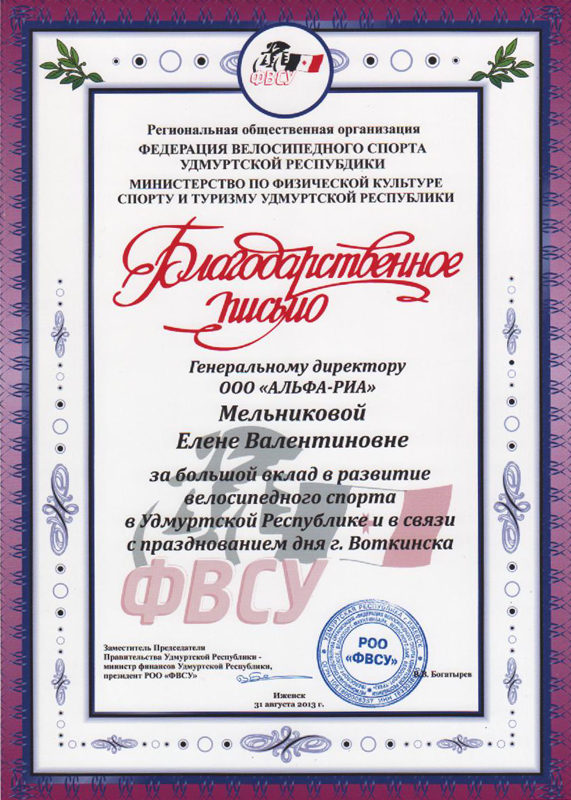 ФВСУ
Региональная общественная организация
ФЕДЕРАЦИЯ ВЕЛОСИПЕДНОГО СПОРТА
УДМУРТСКОЙ РЕСПУБДИКИ
МИНИСТЕРСТВО ПО ФИЗИЧЕСКОЙ КУЛЬТУРЕ
СПОРТУ И ТУРИЗМУ УДМУРТСКОЙ РЕСПУБЛИКИ
Благодарственное
письмо
Генеральному директору
ООО «АЛЬФА-РИА»
Мельниковой
Елене Валентиновне
за большой вклад в развитие
велосипедного спорта
в Удмуртской Республике и в связи
с празднованием дня г. Воткинска
ФВСУ
Заместитель Председателя
Правительства Удмуртской Республики -
министр финансов Удмуртской Республики,
президент РОО «ФВСУ»
РОО
«ФВСУ»
В.В. Богатырев
Ижевск
31 августа 2013 г.